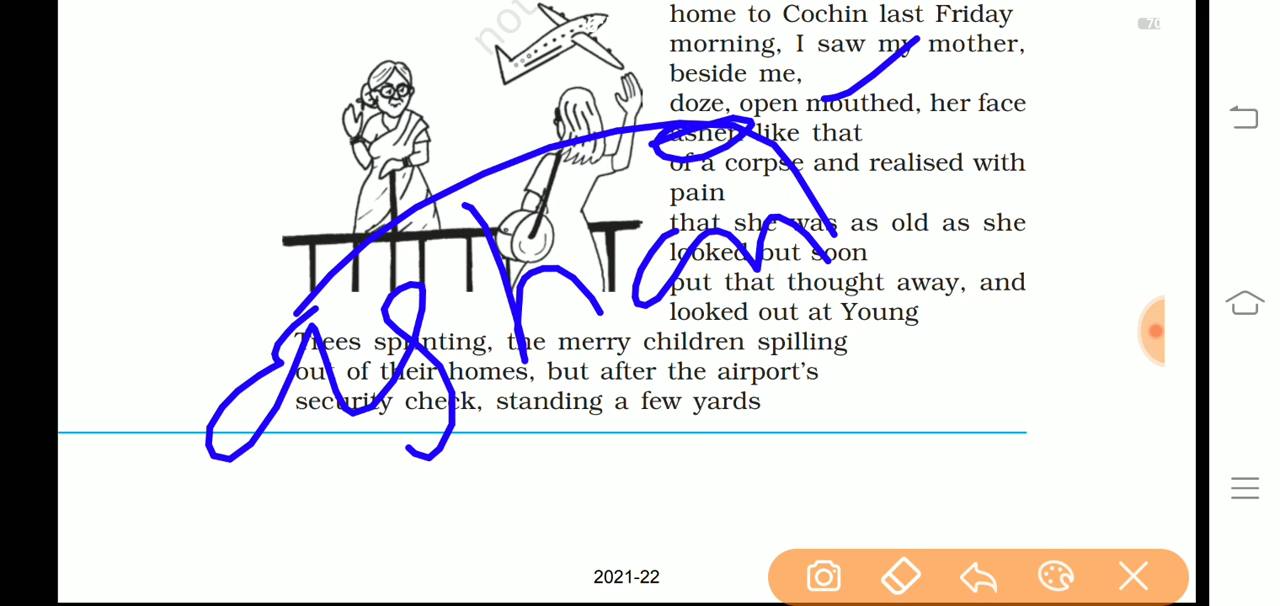 not
home to Cochin last Friday
morning, I saw my mother,
beside me,
doze, open mouthed, her face
ashen like that
of a corpse and realised with
pain
that she was as old as she
looked but soon
put that thought away, and
looked out at Young
Trees sprinting, the merry children spilling
out of their homes, but after the airport's
security check, standing a few yards
2021-22